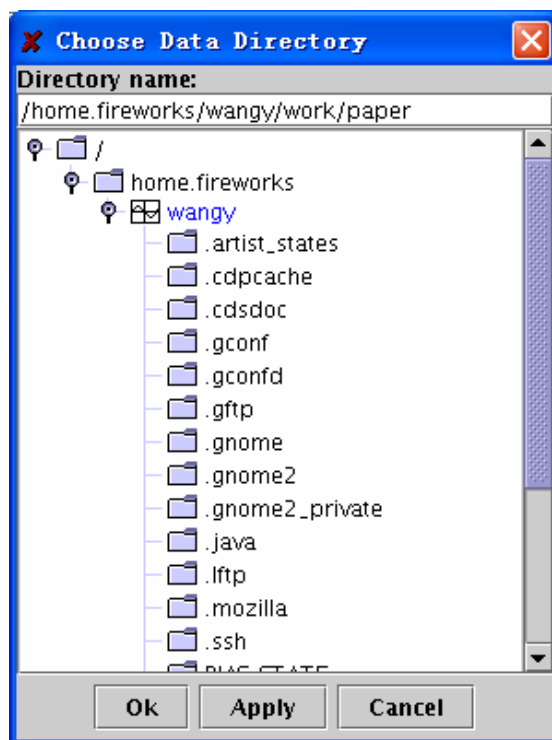 Choose Data Directory
Directory name:
/home.fireworks/wangy/work/paper
/
home.fireworks
wangy
.artist_states
.cdpcache
.cdsdoc
.gconf
.gconfd
.gftp
.gnome
.gnome2
.gnome2_private
.java
.lftp
.mozilla
.ssh
Ok Apply Cancel